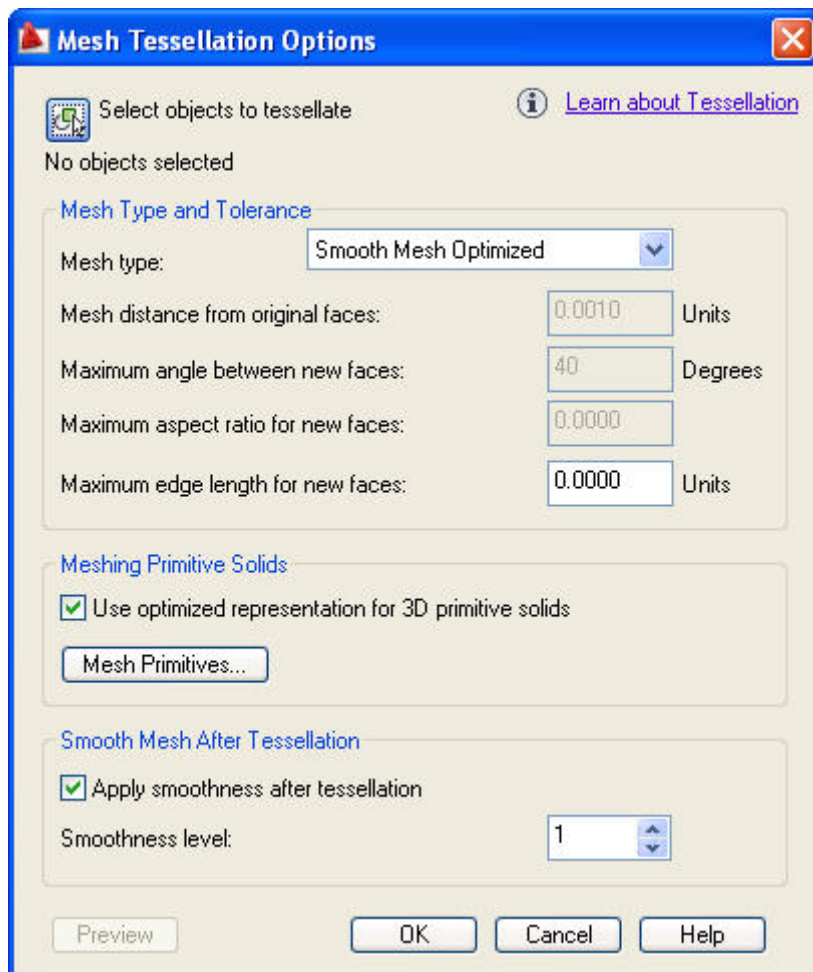 Mesh Tessellation Options
Select objects to tessellate
Learn about Tessellation
No objects selected
Mesh Type and Tolerance
Mesh type: Smooth Mesh Optimized
Mesh distance from original faces: 0.0010 Units
Maximum angle between new faces: 40 Degrees
Maximum aspect ratio for new faces: 0.0000
Maximum edge length for new faces: 0.0000 Units
Meshing Primitive Solids
Use optimized representation for 3D primitive solids
Mesh Primitives...
Smooth Mesh After Tessellation
Apply smoothness after tessellation
Smoothness level: 1
Preview OK Cancel Help